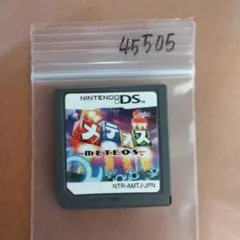 45505
NINTENDO DS
メテオス
METEOS
NTR-AMTJ-JPN